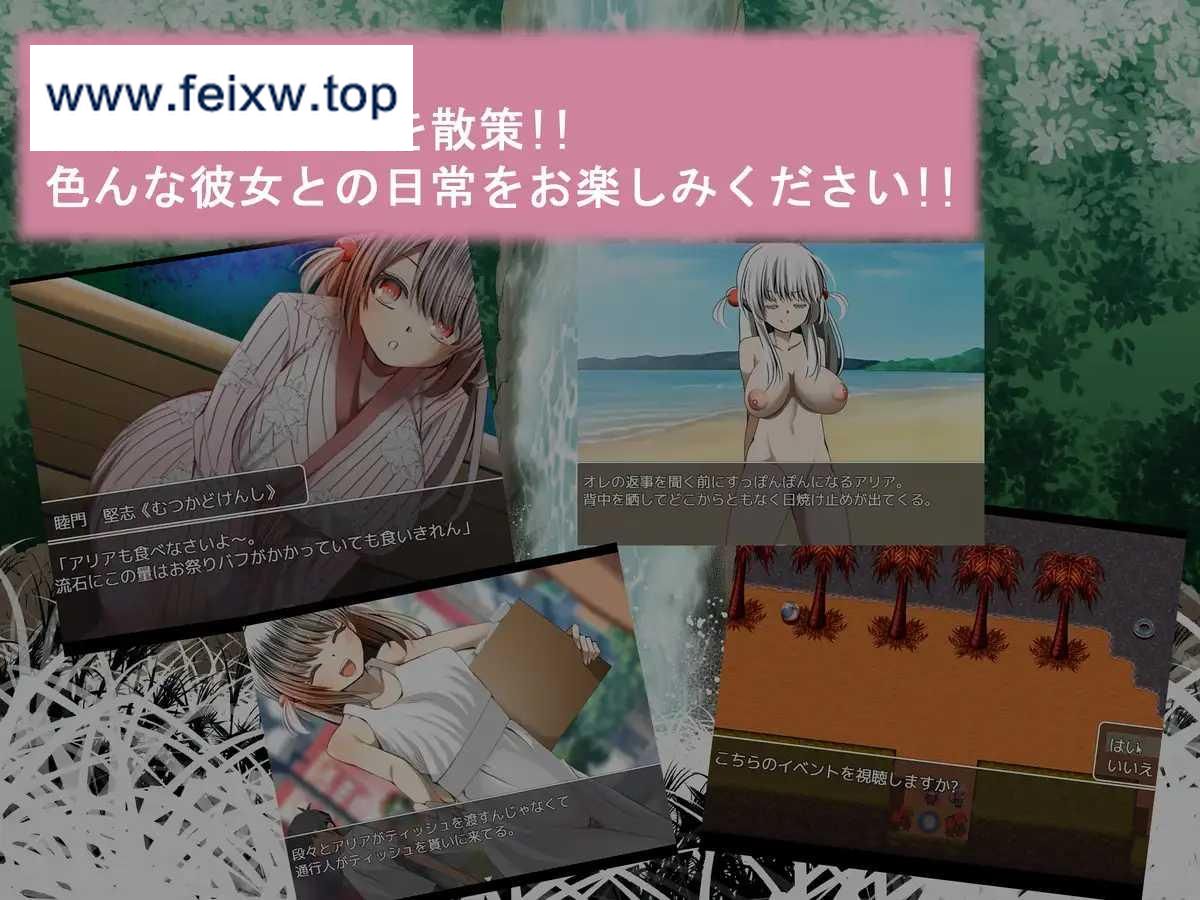 www.feixw.top
を散策!!
色んな彼女との日常をお楽しみください!!
睦門 堅志《むつかどけんし》
「アリアも食べなさいよ～。
流石にこの量はお祭りバフがかかっていても食いきれん」
オレの返事を聞く前にすっぽんぽんになるアリア。
背中を晒してどこからともなく日焼け止めが出てくる。
段々とアリアがティッシュを渡すんじゃなくて
通行人がティッシュを貰いに来てる。
こちらのイベントを視聴しますか?
はい
いいえ